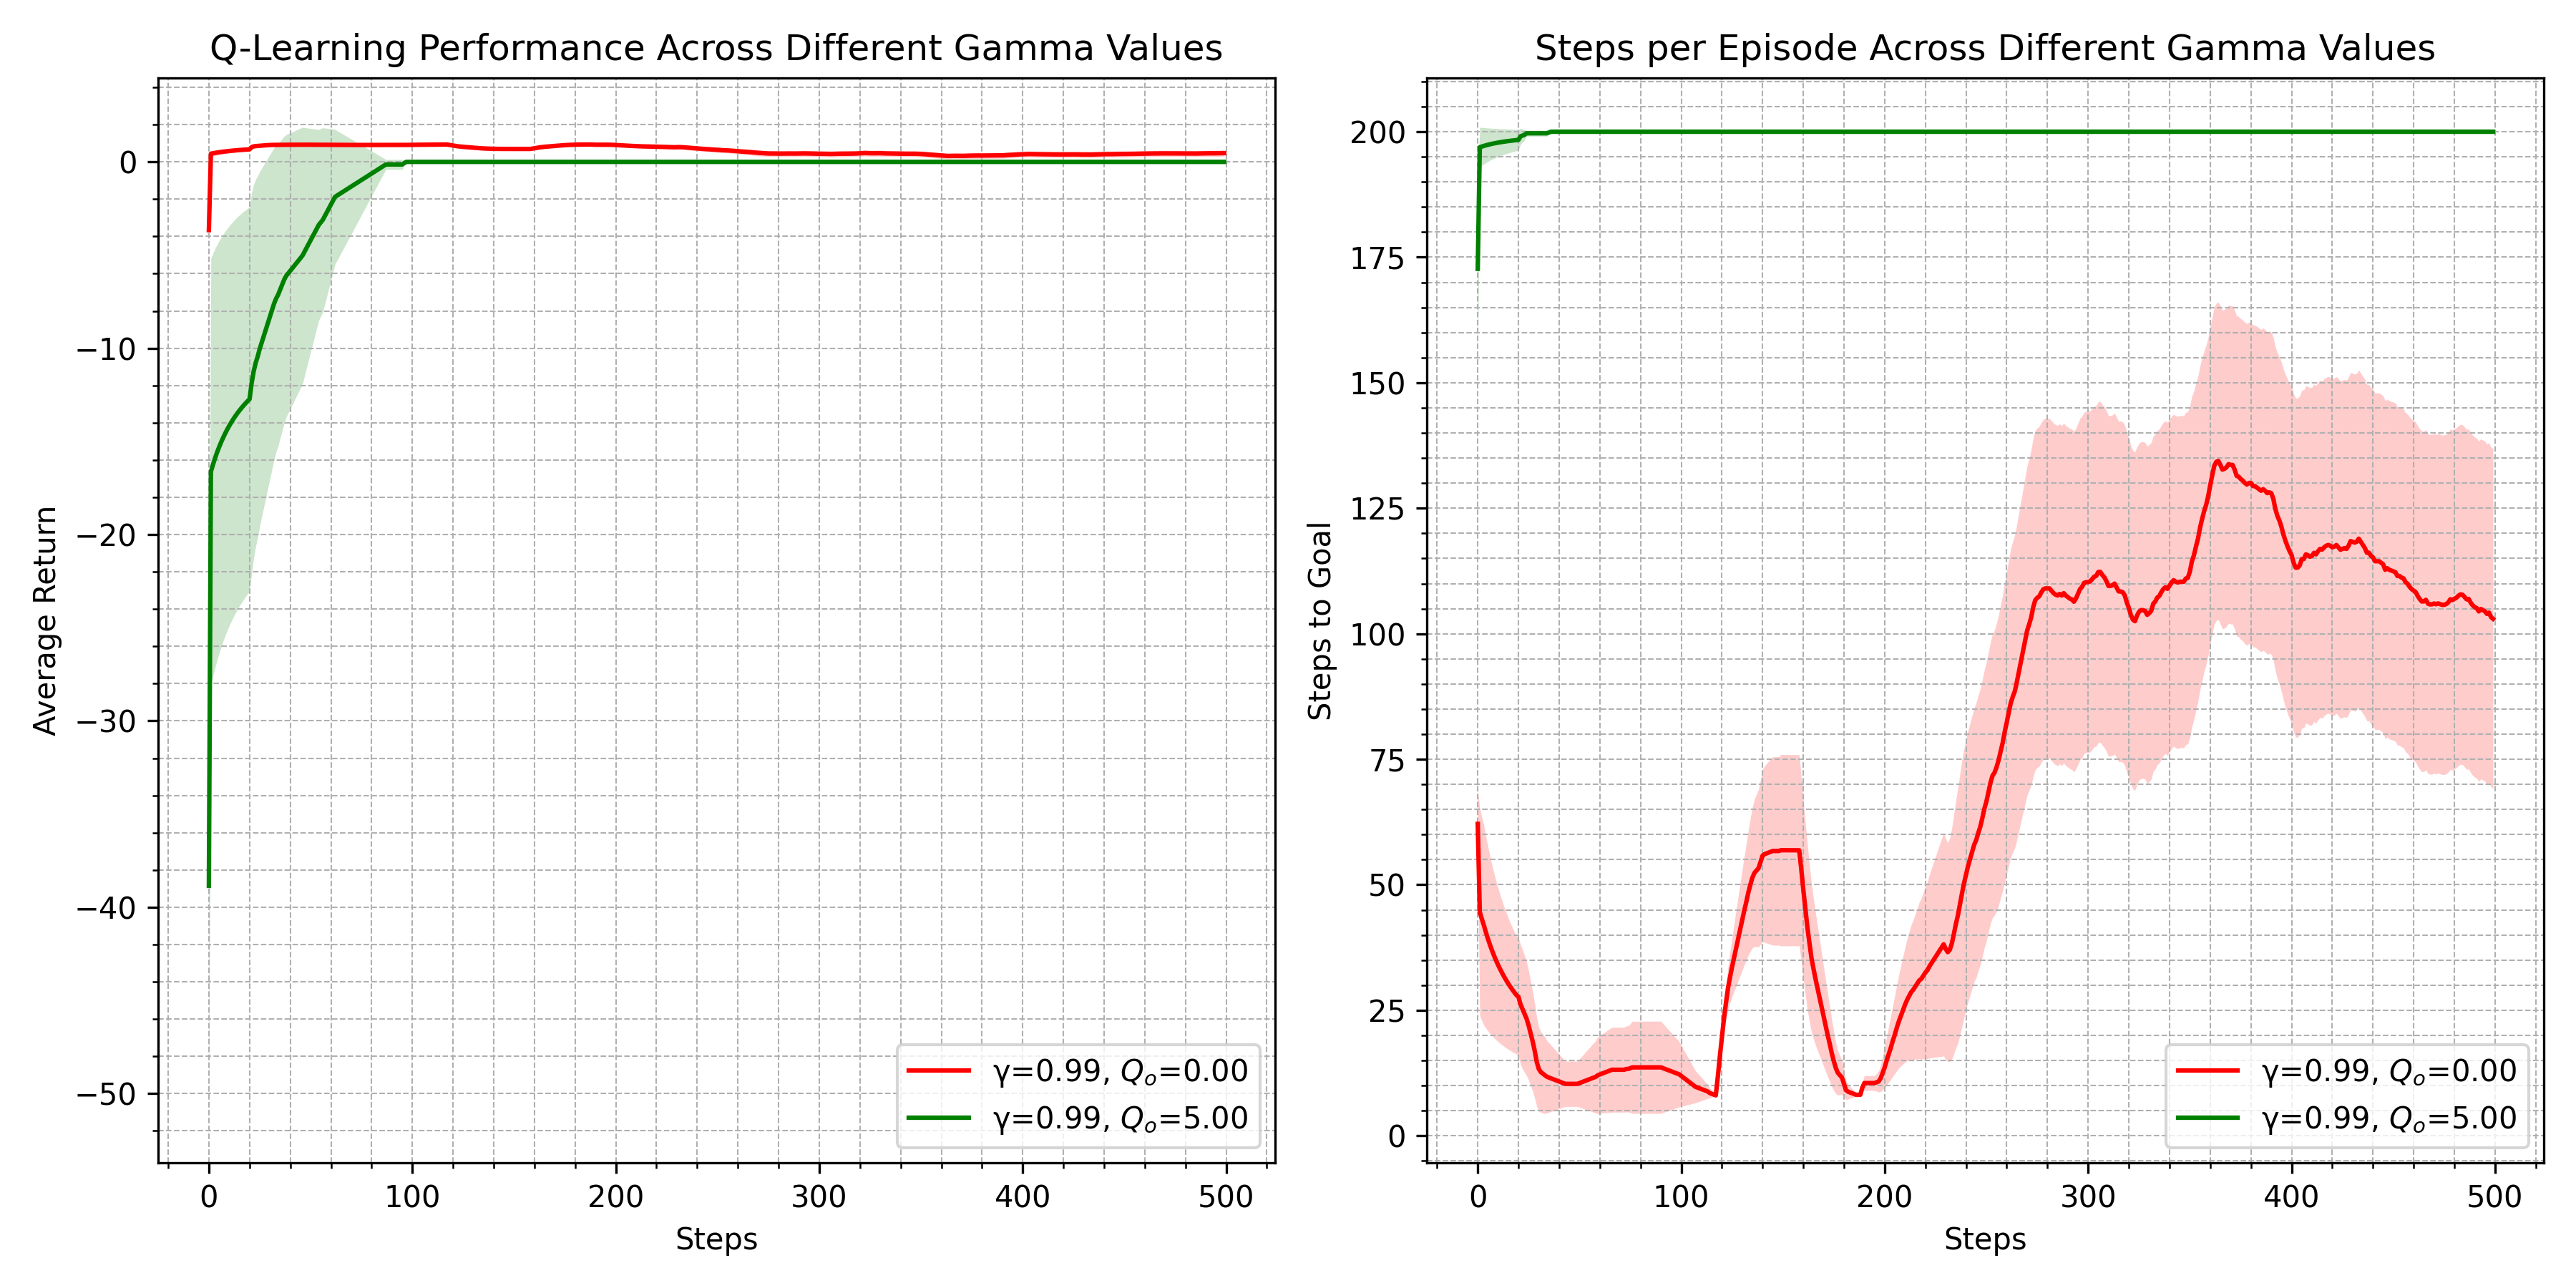 Q-Learning Performance Across Different Gamma Values
Average Return
0
−10
−20
−30
−40
−50
0 100 200 300 400 500
Steps
γ=0.99, Qₒ=0.00
γ=0.99, Qₒ=5.00
Steps per Episode Across Different Gamma Values
Steps to Goal
200
175
150
125
100
75
50
25
0
0 100 200 300 400 500
Steps
γ=0.99, Qₒ=0.00
γ=0.99, Qₒ=5.00